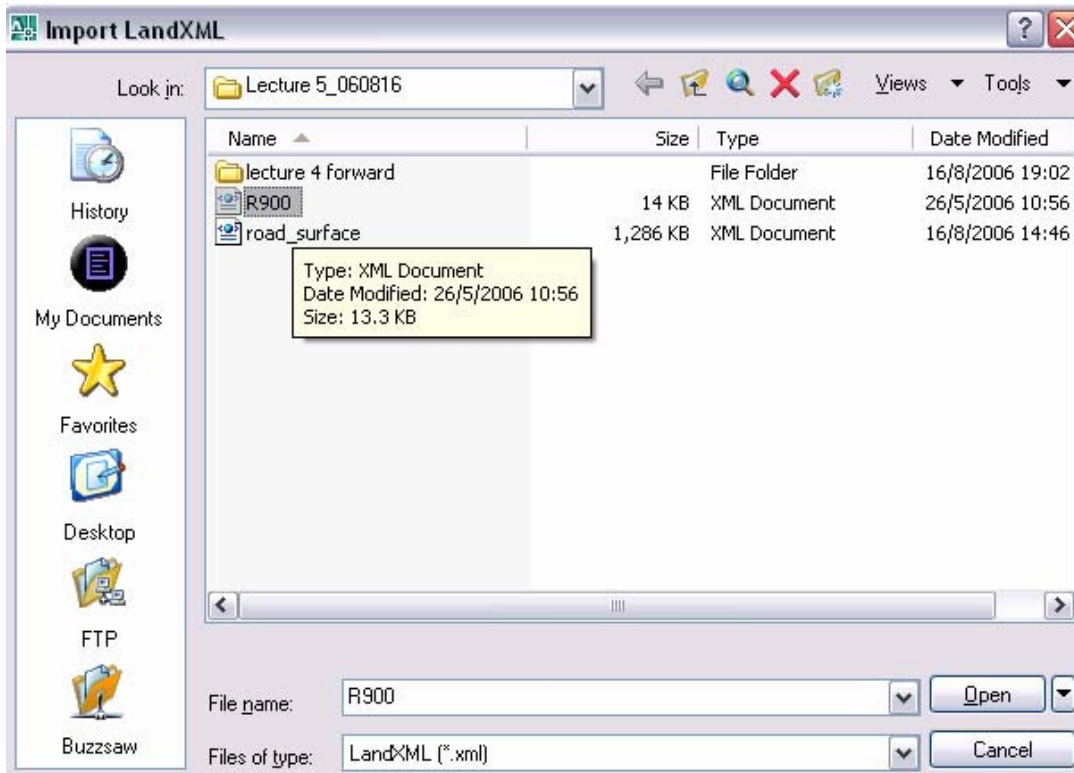 Import LandXML
Look in: Lecture 5_060816 Views Tools
Name Size Type Date Modified
lecture 4 forward File Folder 16/8/2006 19:02
R900 14 KB XML Document 26/5/2006 10:56
road_surface 1,286 KB XML Document 16/8/2006 14:46
Type: XML Document
Date Modified: 26/5/2006 10:56
Size: 13.3 KB
History
My Documents
Favorites
Desktop
FTP
Buzzsaw
File name: R900 Open
Files of type: LandXML (*.xml) Cancel